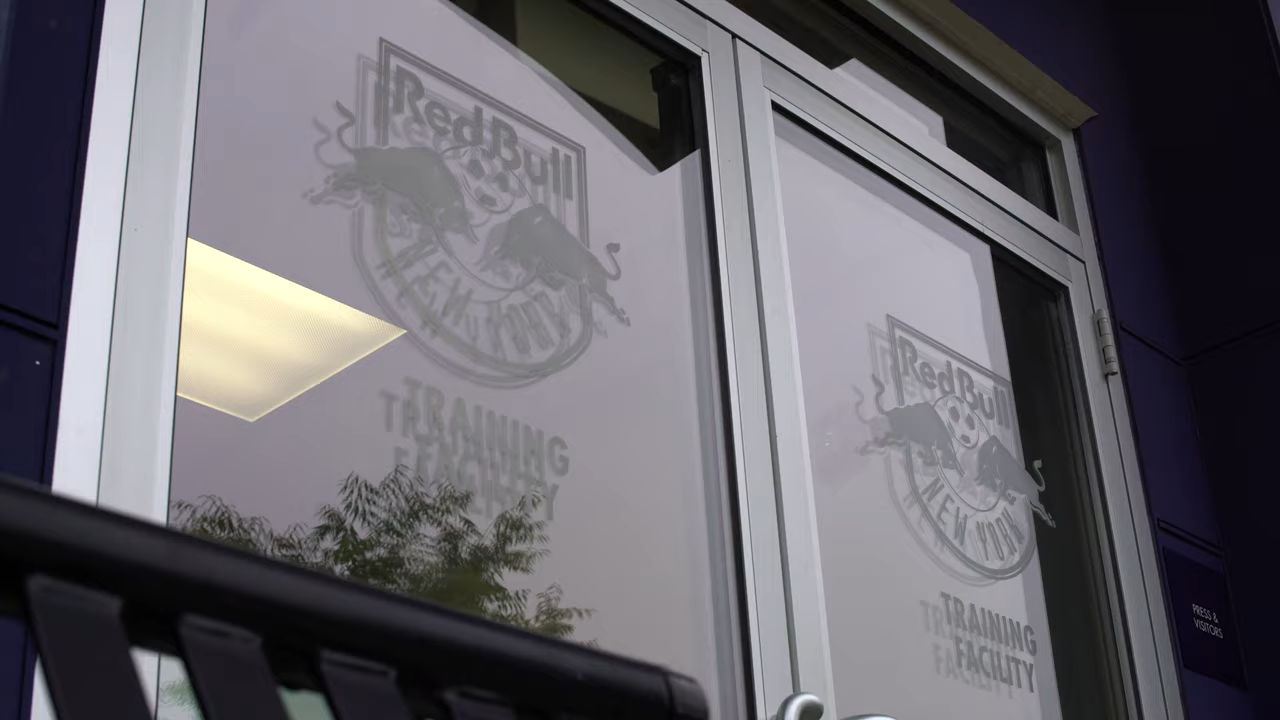 Red Bull
NEW YORK
TRAINING
FACILITY
Red Bull
NEW YORK
TRAINING
FACILITY
PRESS &
VISITORS